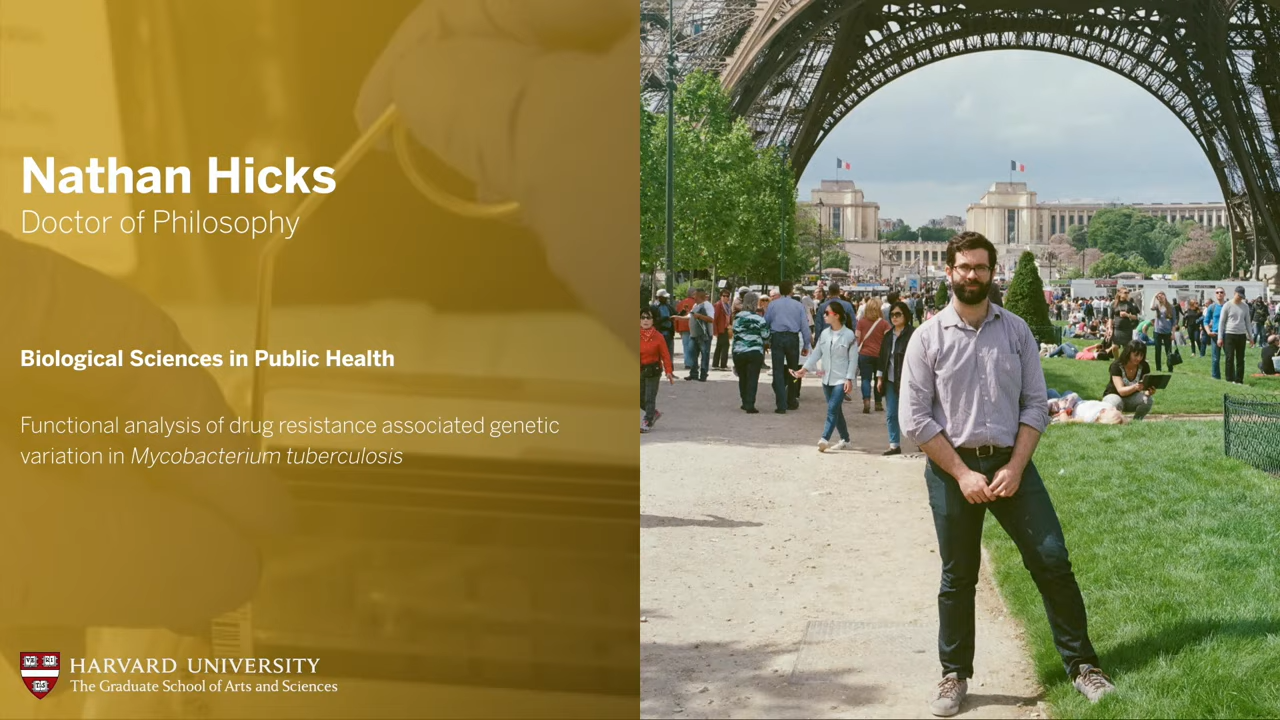 Nathan Hicks
Doctor of Philosophy
Biological Sciences in Public Health
Functional analysis of drug resistance associated genetic
variation in Mycobacterium tuberculosis
HARVARD UNIVERSITY
The Graduate School of Arts and Sciences